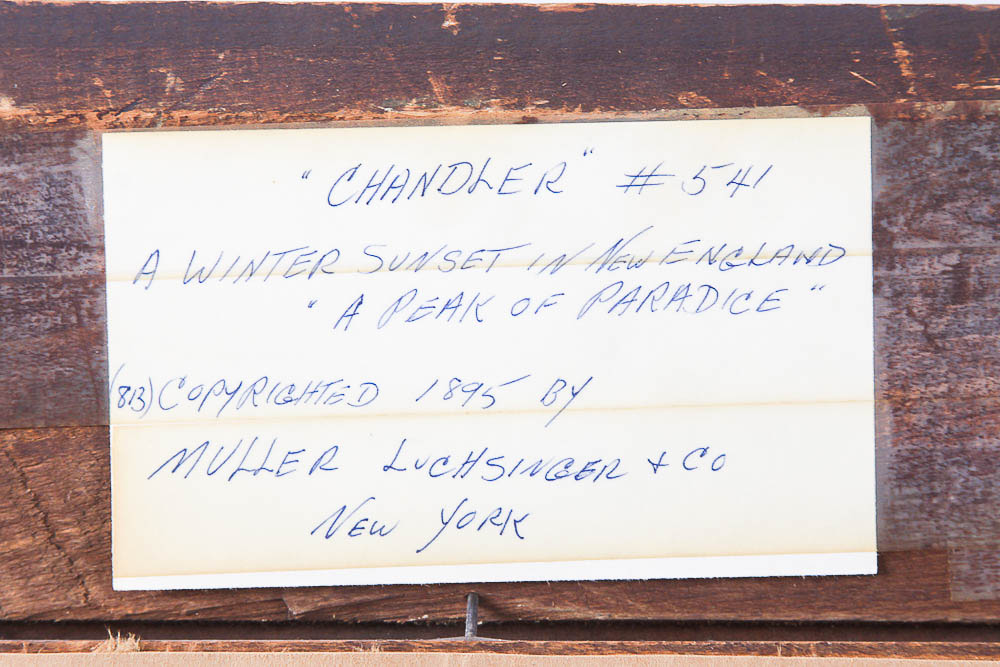 "CHANDLER" # 541
A WINTER SUNSET IN NEW ENGLAND
"A PEAK OF PARADICE"
(813) COPYRIGHTED 1895 BY
MULLER LUCHSINGER & CO
NEW YORK